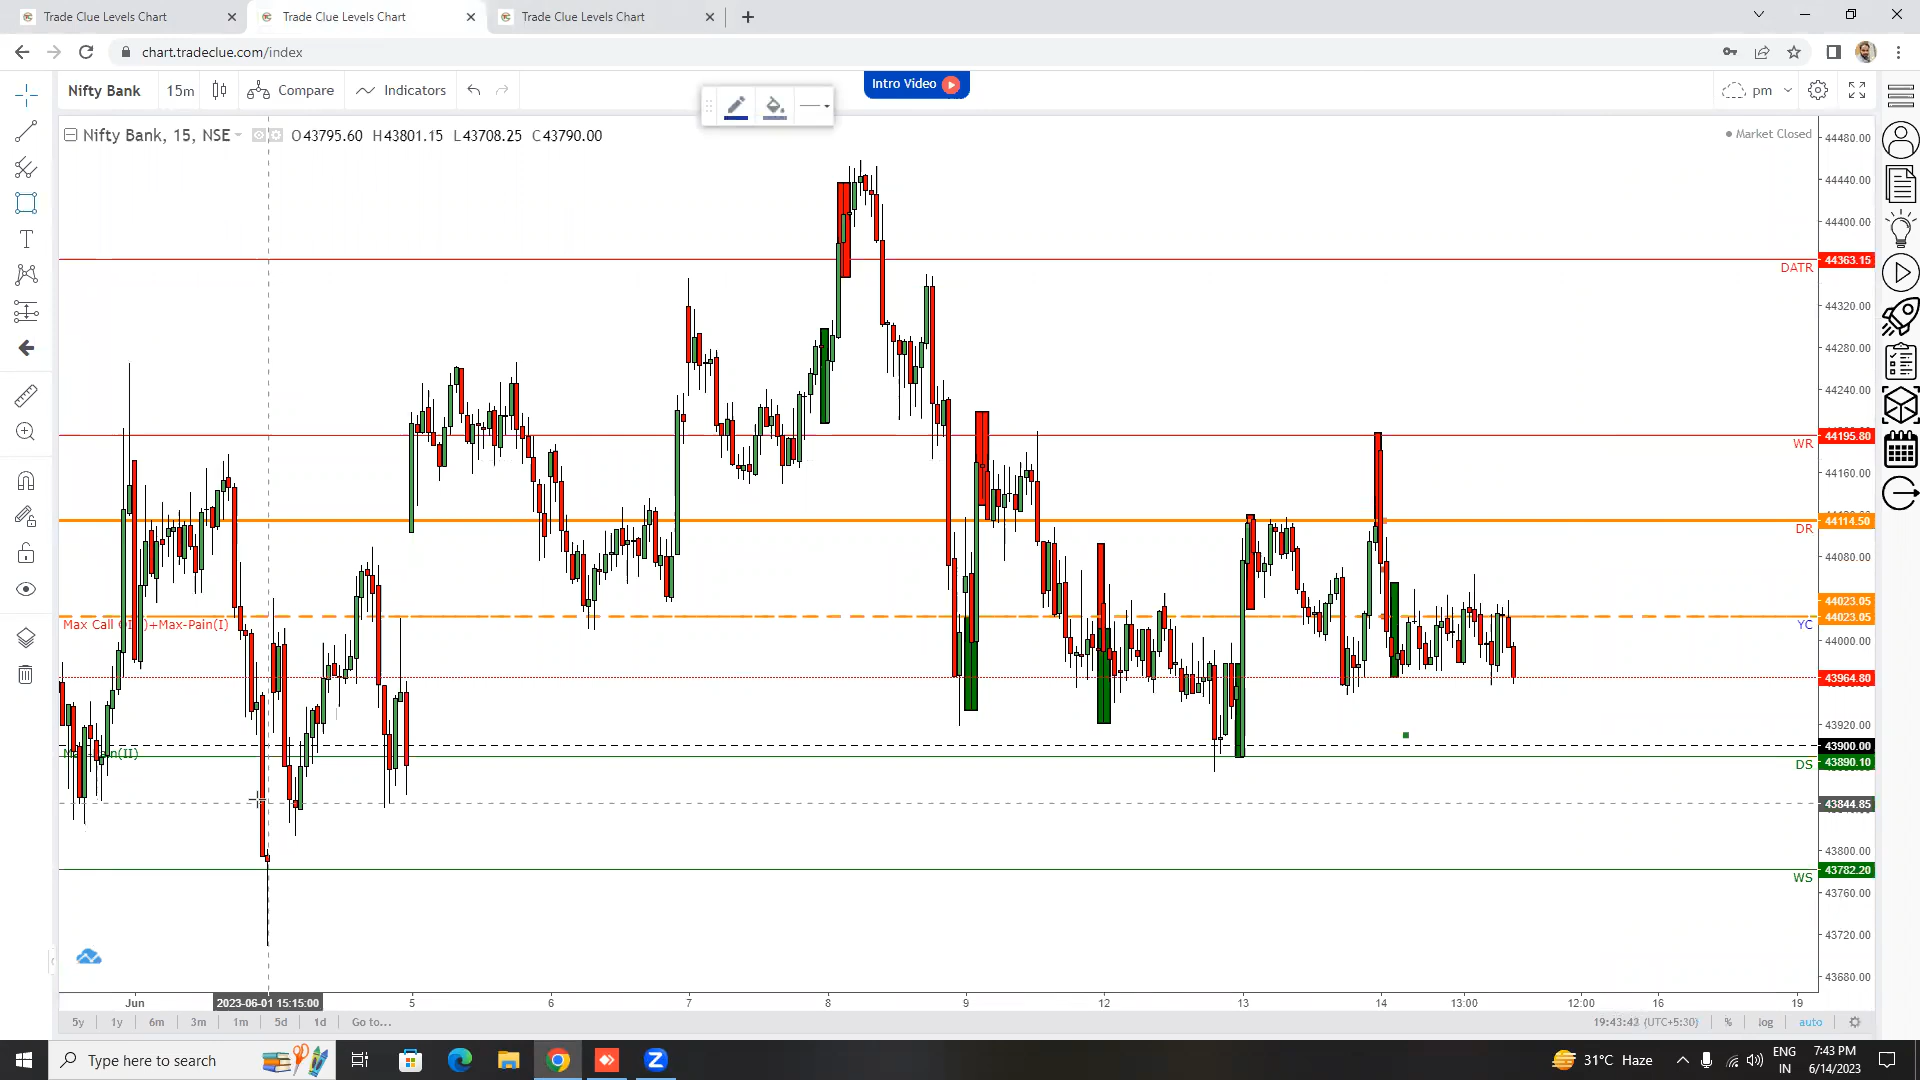 Trade Clue Levels Chart
Trade Clue Levels Chart
Trade Clue Levels Chart
chart.tradeclue.com/index
Nifty Bank
15m
Compare
Indicators
Intro Video
pm
Nifty Bank, 15, NSE
O43795.60 H43801.15 L43708.25 C43790.00
Market Closed
44480.00
44440.00
44400.00
44363.15
DATR
44320.00
44280.00
44240.00
44195.80
WR
44160.00
44114.50
DR
44080.00
44023.05
44023.05
Max Call
)+Max-Pain(I)
YC
44000.00
43964.80
43920.00
43900.00
43890.10
DS
43844.85
43800.00
43782.20
WS
43760.00
43720.00
43680.00
Jun
2023-06-01 15:15:00
5
6
7
8
9
12
13
14
13:00
12:00
16
19
5y
1y
6m
3m
1m
5d
1d
Go to...
19:43:42 (UTC+5:30)
%
log
auto
Type here to search
31°C Haze
ENG
IN
7:43 PM
6/14/2023